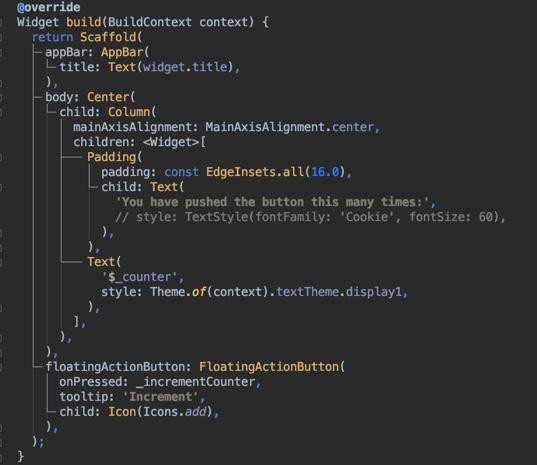 @override
Widget build(BuildContext context) {
  return Scaffold(
    appBar: AppBar(
      title: Text(widget.title),
    ),
    body: Center(
      child: Column(
        mainAxisAlignment: MainAxisAlignment.center,
        children: <Widget>[
          Padding(
            padding: const EdgeInsets.all(16.0),
            child: Text(
              'You have pushed the button this many times:',
              // style: TextStyle(fontFamily: 'Cookie', fontSize: 60),
            ),
          ),
          Text(
            '$_counter',
            style: Theme.of(context).textTheme.display1,
          ),
        ],
      ),
    ),
    floatingActionButton: FloatingActionButton(
      onPressed: _incrementCounter,
      tooltip: 'Increment',
      child: Icon(Icons.add),
    ),
  );
}